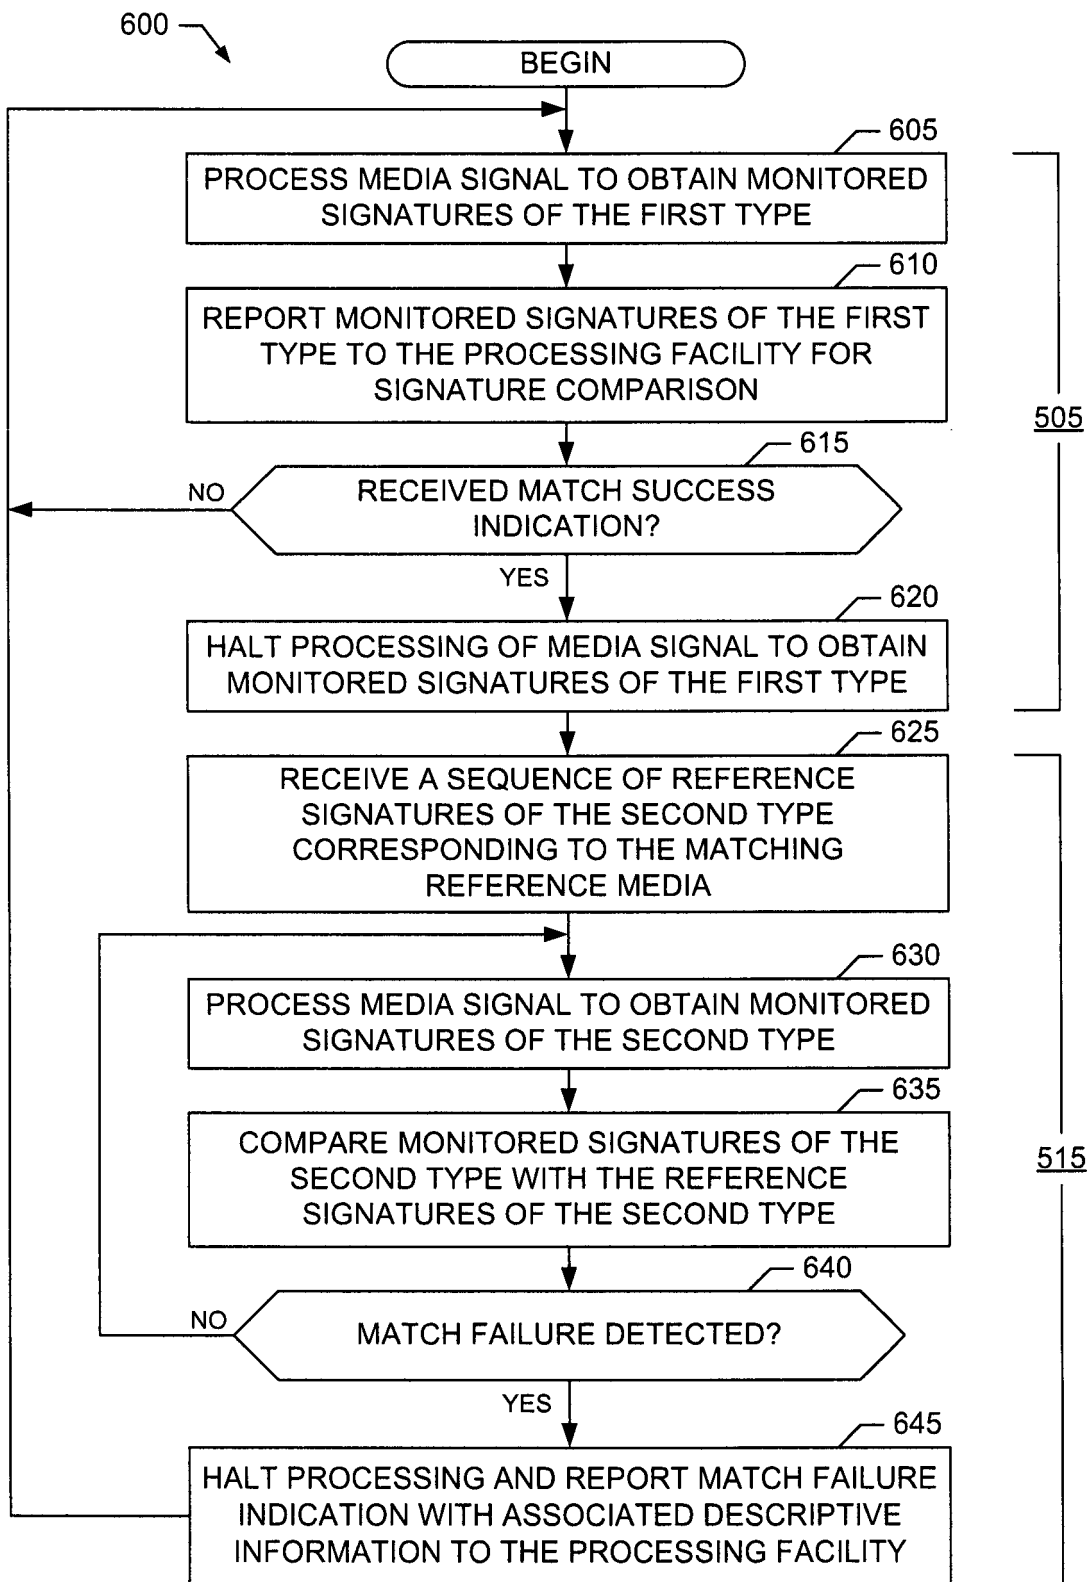 600
BEGIN
605
PROCESS MEDIA SIGNAL TO OBTAIN MONITORED
SIGNATURES OF THE FIRST TYPE
610
REPORT MONITORED SIGNATURES OF THE FIRST
TYPE TO THE PROCESSING FACILITY FOR
SIGNATURE COMPARISON
505
615
NO
RECEIVED MATCH SUCCESS
INDICATION?
YES
620
HALT PROCESSING OF MEDIA SIGNAL TO OBTAIN
MONITORED SIGNATURES OF THE FIRST TYPE
625
RECEIVE A SEQUENCE OF REFERENCE
SIGNATURES OF THE SECOND TYPE
CORRESPONDING TO THE MATCHING
REFERENCE MEDIA
630
PROCESS MEDIA SIGNAL TO OBTAIN MONITORED
SIGNATURES OF THE SECOND TYPE
635
COMPARE MONITORED SIGNATURES OF THE
SECOND TYPE WITH THE REFERENCE
SIGNATURES OF THE SECOND TYPE
515
640
NO
MATCH FAILURE DETECTED?
YES
645
HALT PROCESSING AND REPORT MATCH FAILURE
INDICATION WITH ASSOCIATED DESCRIPTIVE
INFORMATION TO THE PROCESSING FACILITY